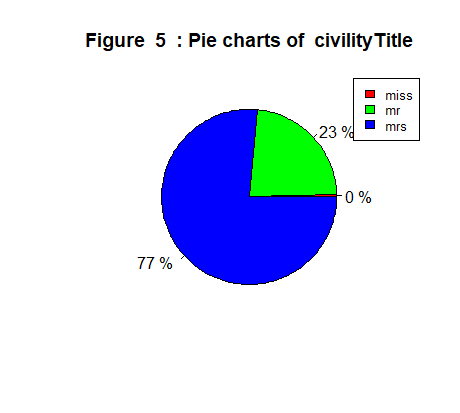 Figure 5 : Pie charts of civilityTitle
miss
mr
mrs
23 %
0 %
77 %